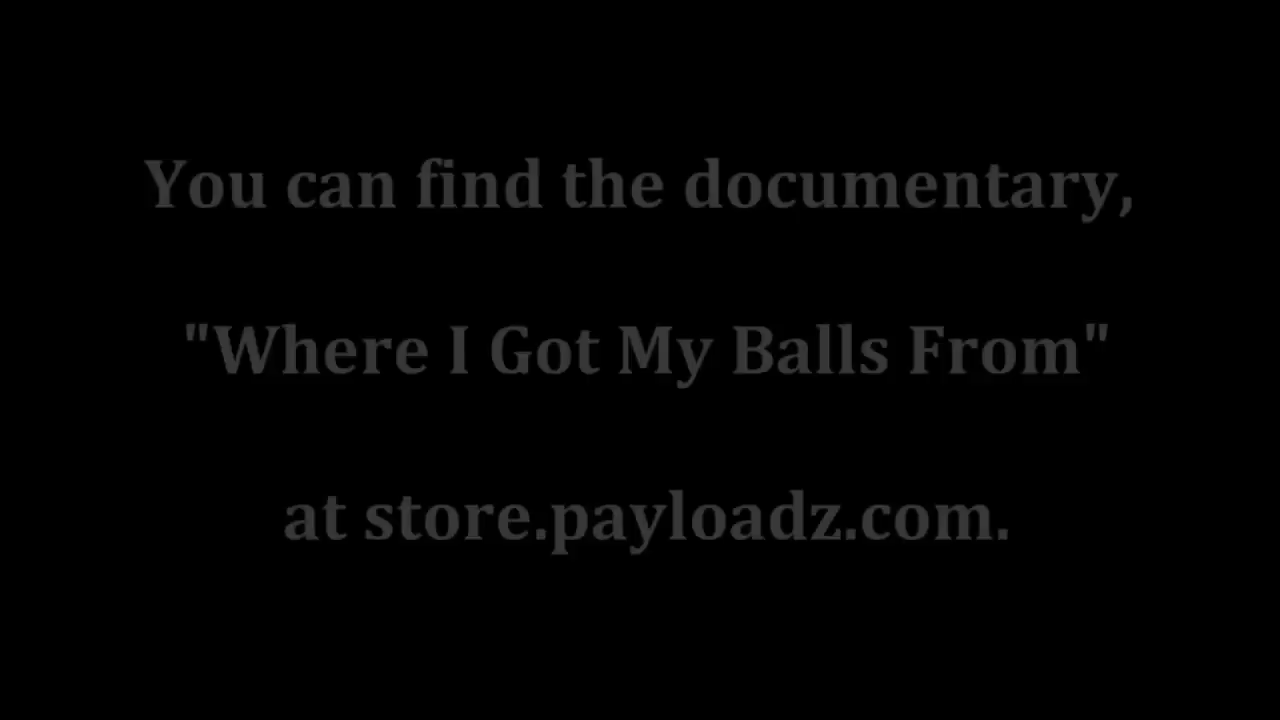 You can find the documentary,
"Where I Got My Balls From"
at store.payloadz.com.